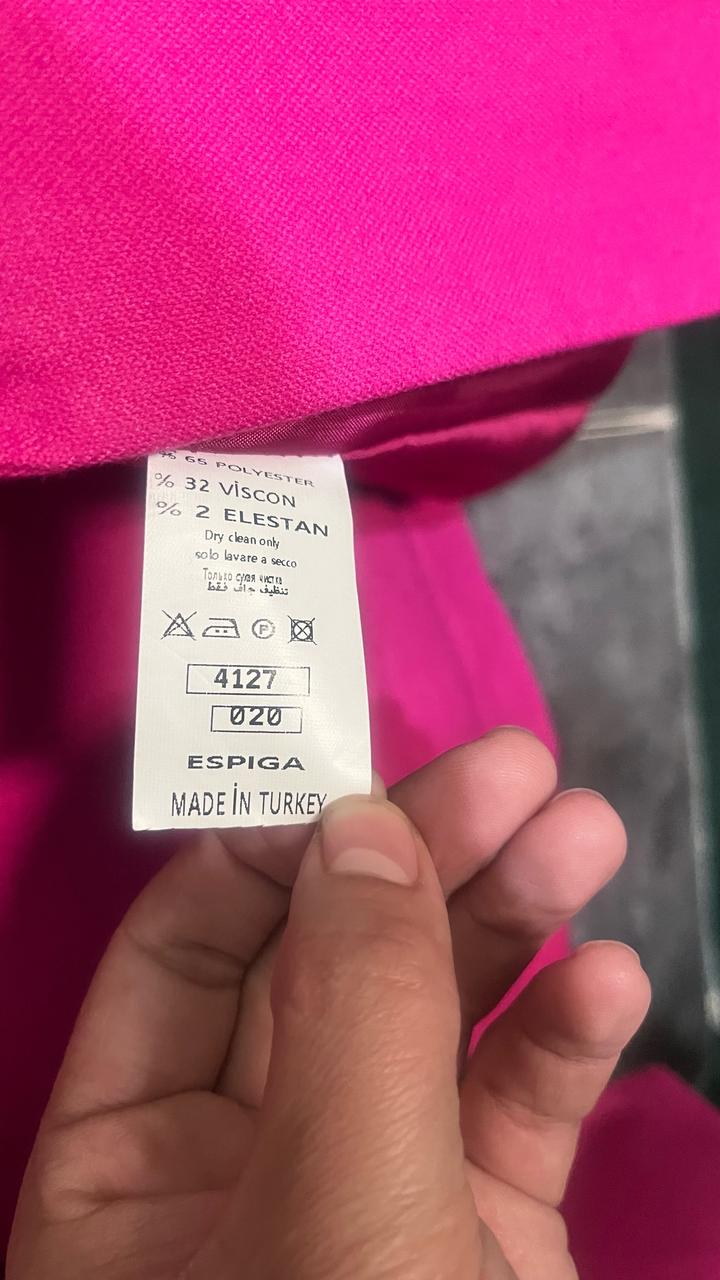 % 65 POLYESTER
% 32 VİSCON
% 2 ELESTAN
Dry clean only
solo lavare a secco
Только сухая чистка
تنظيف جاف فقط
P
4127
020
ESPIGA
MADE İN TURKEY